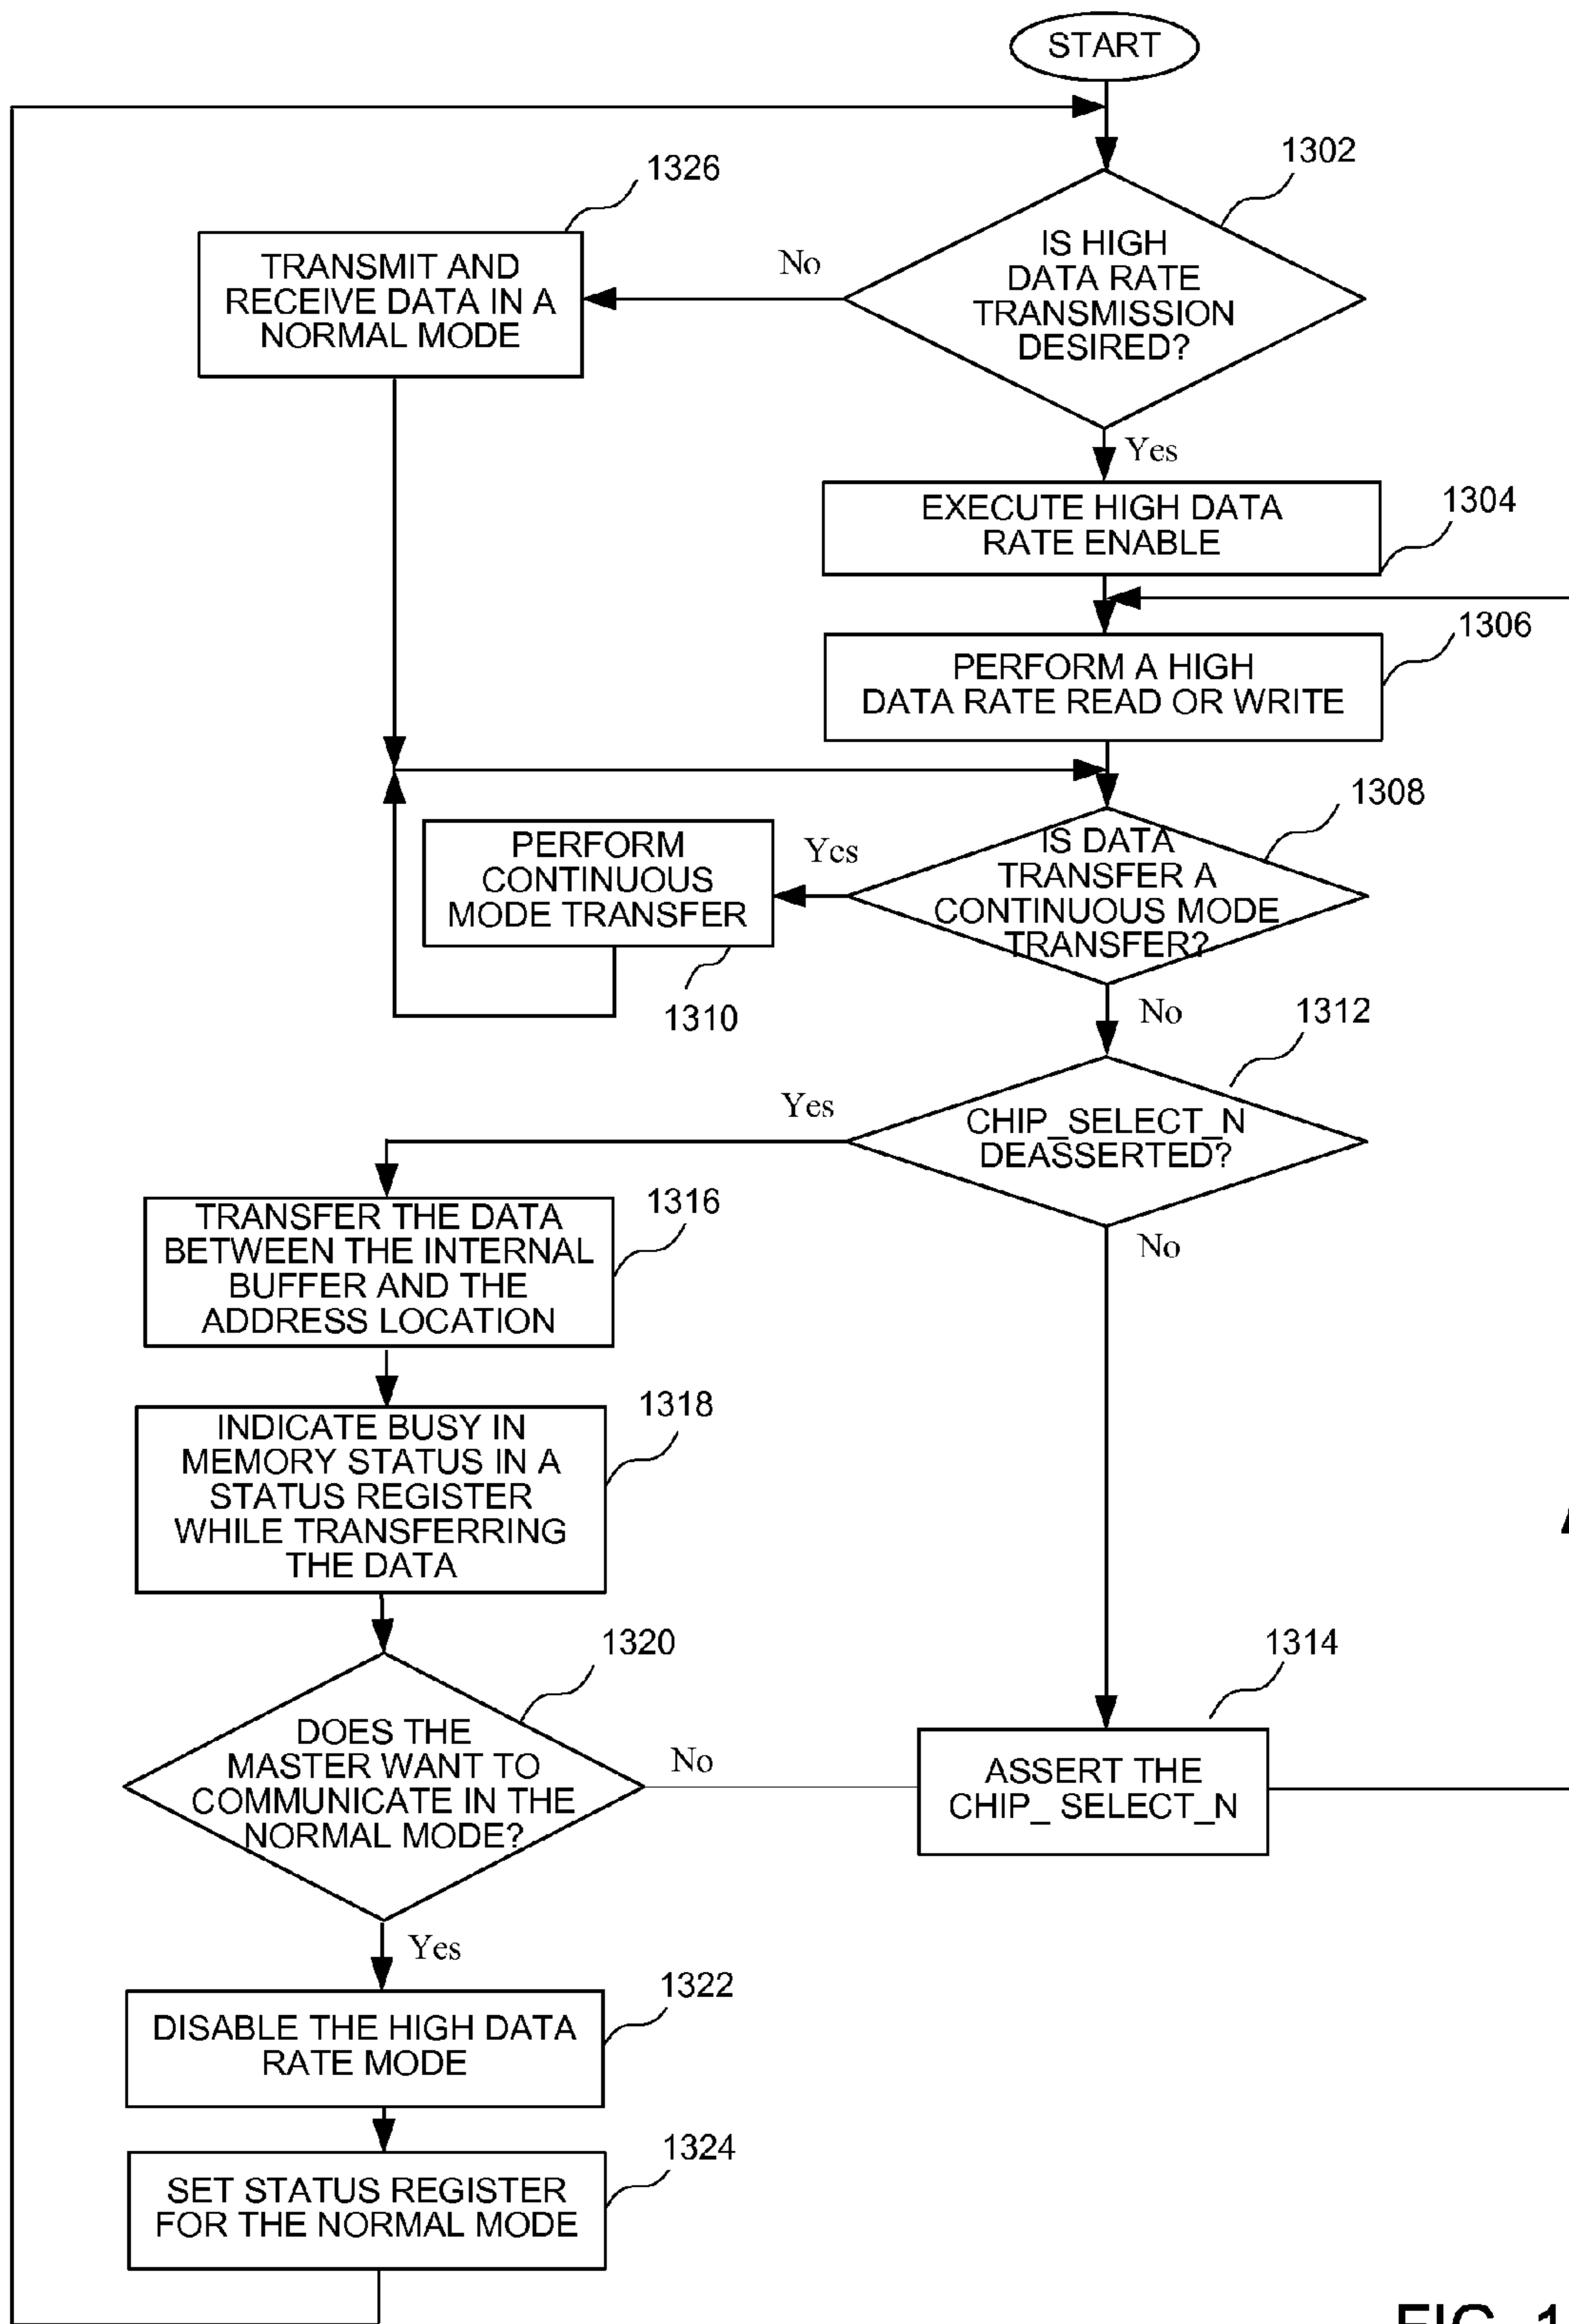 START
1302
1326
IS HIGH
DATA RATE
TRANSMISSION
DESIRED?
No
TRANSMIT AND
RECEIVE DATA IN A
NORMAL MODE
Yes
EXECUTE HIGH DATA
RATE ENABLE
1304
1306
PERFORM A HIGH
DATA RATE READ OR WRITE
1308
IS DATA
TRANSFER A
CONTINUOUS MODE
TRANSFER?
Yes
PERFORM
CONTINUOUS
MODE TRANSFER
1310
No
1312
CHIP_SELECT_N
DEASSERTED?
Yes
No
1316
TRANSFER THE DATA
BETWEEN THE INTERNAL
BUFFER AND THE
ADDRESS LOCATION
1318
INDICATE BUSY IN
MEMORY STATUS IN A
STATUS REGISTER
WHILE TRANSFERRING
THE DATA
1320
DOES THE
MASTER WANT TO
COMMUNICATE IN THE
NORMAL MODE?
No
1314
ASSERT THE
CHIP_ SELECT_N
Yes
1322
DISABLE THE HIGH DATA
RATE MODE
1324
SET STATUS REGISTER
FOR THE NORMAL MODE
FIG. 1